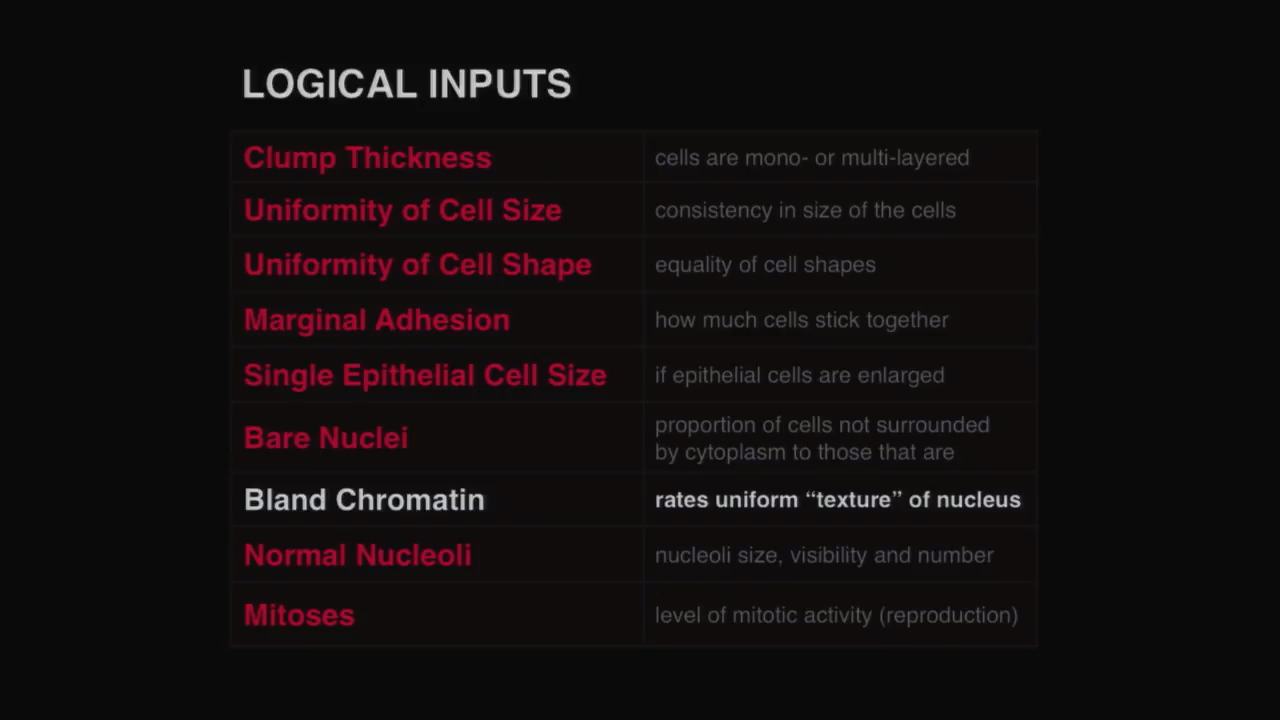 LOGICAL INPUTS
Clump Thickness
cells are mono- or multi-layered
Uniformity of Cell Size
consistency in size of the cells
Uniformity of Cell Shape
equality of cell shapes
Marginal Adhesion
how much cells stick together
Single Epithelial Cell Size
if epithelial cells are enlarged
Bare Nuclei
proportion of cells not surrounded
by cytoplasm to those that are
Bland Chromatin
rates uniform “texture” of nucleus
Normal Nucleoli
nucleoli size, visibility and number
Mitoses
level of mitotic activity (reproduction)